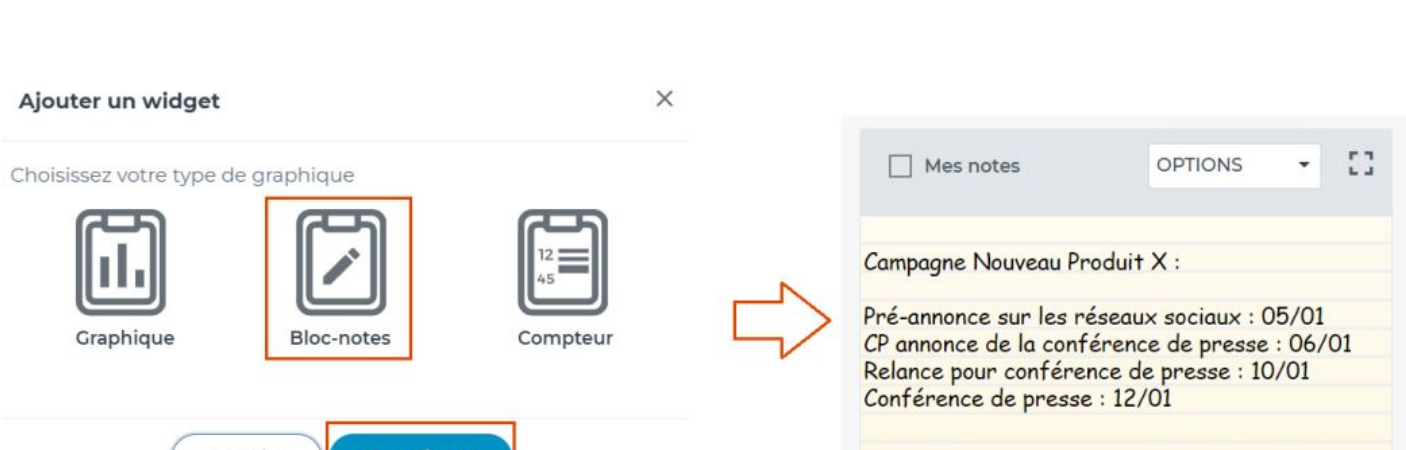 Ajouter un widget
Choisissez votre type de graphique
12
45
Graphique
Bloc-notes
Compteur
Mes notes
OPTIONS
Campagne Nouveau Produit X :
Pré-annonce sur les réseaux sociaux : 05/01
CP annonce de la conférence de presse : 06/01
Relance pour conférence de presse : 10/01
Conférence de presse : 12/01